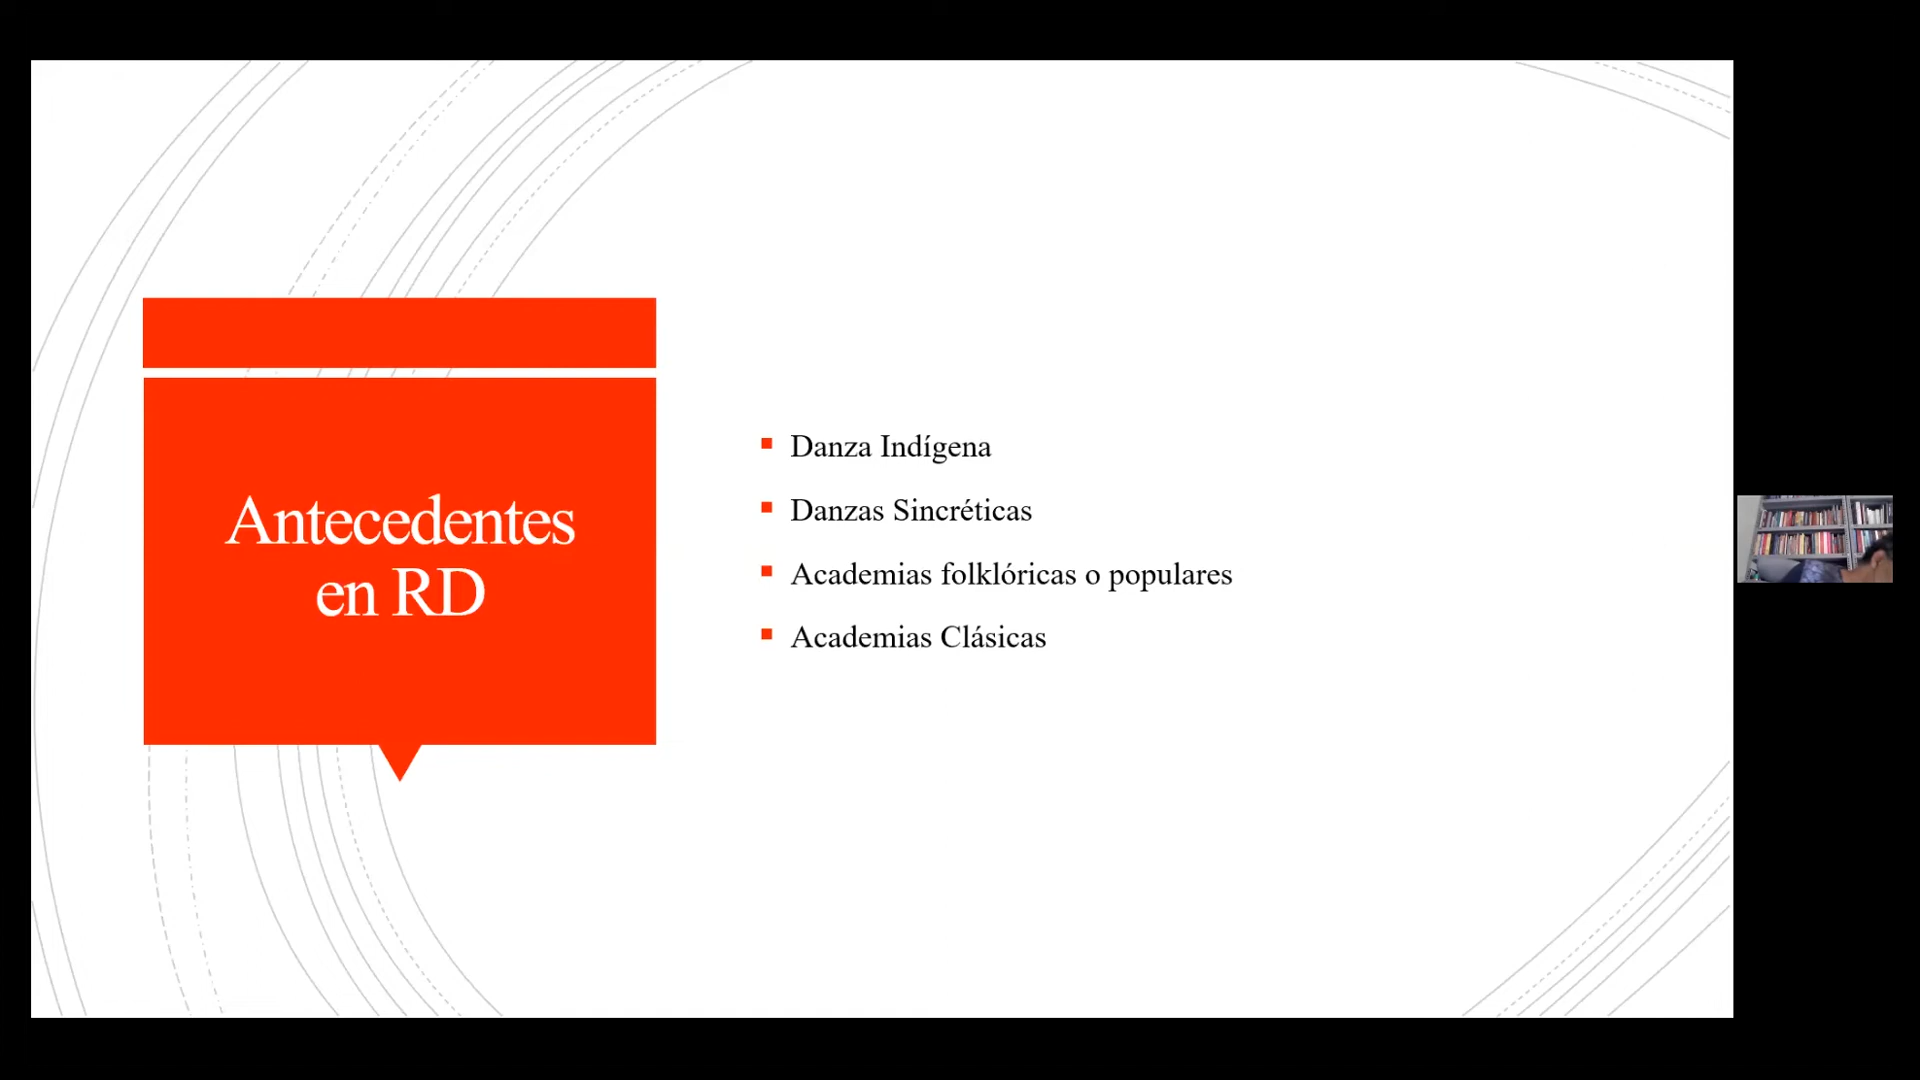 Antecedentes
en RD
Danza Indígena
Danzas Sincréticas
Academias folklóricas o populares
Academias Clásicas